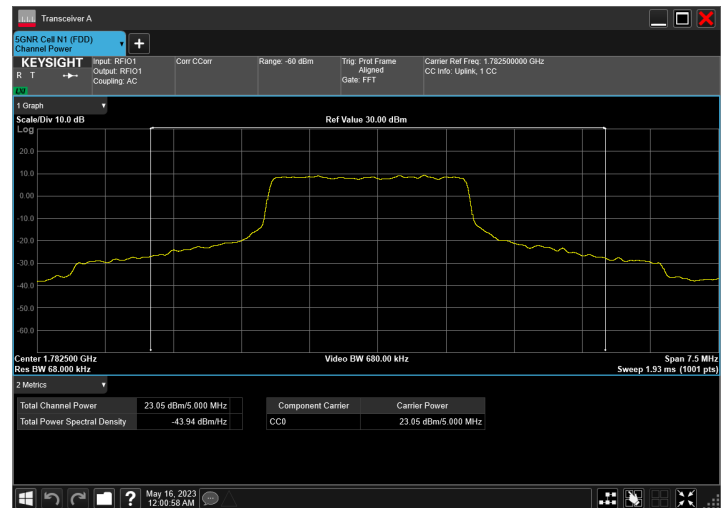 Transceiver A
5GNR Cell N1 (FDD)
Channel Power
KEYSIGHT
R T
LXI
Input: RFIO1
Output: RFIO1
Coupling: AC
Corr CCorr
Range: -60 dBm
Trig: Prot Frame
Aligned
Gate: FFT
Carrier Ref Freq: 1.782500000 GHz
CC Info: Uplink, 1 CC
1 Graph
Scale/Div 10.0 dB
Ref Value 30.00 dBm
Log
20.0
10.0
0.00
-10.0
-20.0
-30.0
-40.0
-50.0
-60.0
Center 1.782500 GHz
Video BW 680.00 kHz
Span 7.5 MHz
Res BW 68.000 kHz
Sweep 1.93 ms (1001 pts)
2 Metrics
Total Channel Power 23.05 dBm/5.000 MHz
Total Power Spectral Density -43.94 dBm/Hz
Component Carrier Carrier Power
CC0 23.05 dBm/5.000 MHz
May 16, 2023
12:00:58 AM